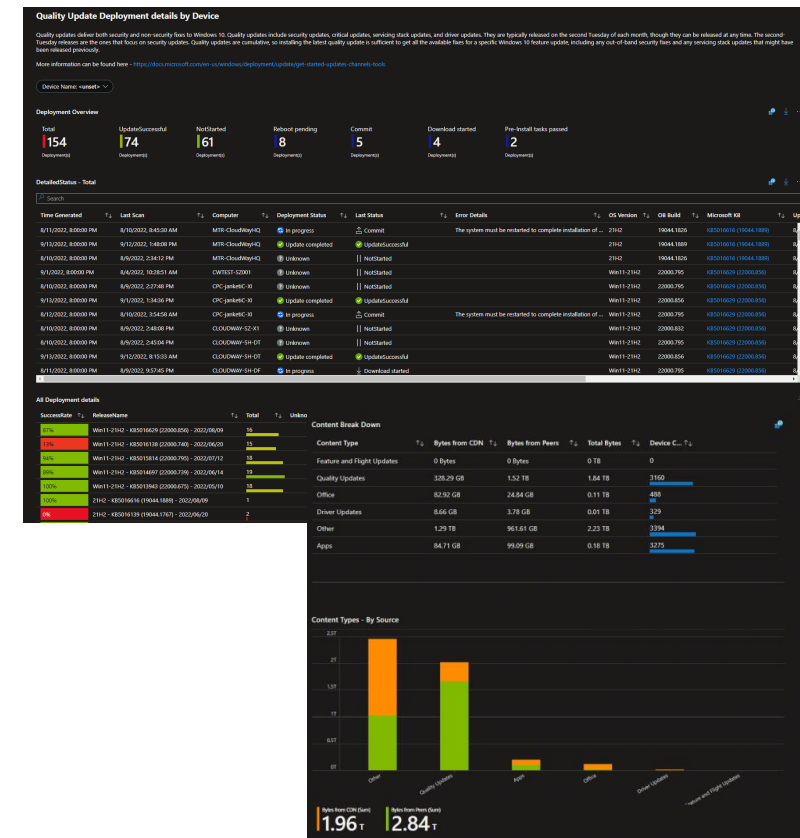 Quality Update Deployment details by Device
Quality updates deliver both security and non-security fixes to Windows 10. Quality updates include security updates, critical updates, servicing stack updates, and driver updates. They are typically released on the second Tuesday of each month, though they can be released at any time. The second-
Tuesday releases are the ones that focus on security updates. Quality updates are cumulative, so installing the latest quality update is sufficient to get all the available fixes for a specific Windows 10 feature update, including any out-of-band security fixes and any servicing stack updates that might have
been released previously.
More information can be found here - https://docs.microsoft.com/en-us/windows/deployment/update/get-started-updates-channels-tools
Device Name: <unset>
Deployment Overview
Total UpdateSuccessful NotStarted Reboot pending Commit Download started Pre-Install tasks passed
154 74 61 8 5 4 2
Deployment(s) Deployment(s) Deployment(s) Deployment(s) Deployment(s) Deployment(s) Deployment(s)
DetailedStatus - Total
Search
Time Generated Last Scan Computer Deployment Status Last Status Error Details OS Version OB Build Microsoft KB Up
8/11/2022, 8:00:00 PM 8/10/2022, 8:45:30 AM MTR-CloudWayHQ In progress Commit The system must be restarted to complete installation of ... 21H2 19044.1826 KB5016616 (19044.1889) 8/
9/13/2022, 8:00:00 PM 9/12/2022, 1:48:08 PM MTR-CloudWayHQ Update completed UpdateSuccessful 21H2 19044.1889 KB5016616 (19044.1889) 8/
8/10/2022, 8:00:00 PM 8/9/2022, 2:34:12 PM MTR-CloudWayHQ Unknown NotStarted 21H2 19044.1826 KB5016616 (19044.1889) 8/
9/1/2022, 8:00:00 PM 8/4/2022, 10:28:51 AM CWTEST-SZ001 Unknown NotStarted Win11-21H2 22000.795 KB5016629 (22000.856) 8/
8/10/2022, 8:00:00 PM 8/9/2022, 2:27:48 PM CPC-janketiC-XI Unknown NotStarted Win11-21H2 22000.795 KB5016629 (22000.856) 8/
9/13/2022, 8:00:00 PM 9/1/2022, 1:34:36 PM CPC-janketiC-XI Update completed UpdateSuccessful Win11-21H2 22000.856 KB5016629 (22000.856) 8/
8/12/2022, 8:00:00 PM 8/10/2022, 3:54:58 AM CPC-janketiC-XI In progress Commit The system must be restarted to complete installation of ... Win11-21H2 22000.795 KB5016629 (22000.856) 8/
8/10/2022, 8:00:00 PM 8/9/2022, 2:48:08 PM CLOUDWAY-SZ-X1 Unknown NotStarted Win11-21H2 22000.832 KB5016629 (22000.856) 8/
8/10/2022, 8:00:00 PM 8/9/2022, 2:45:04 PM CLOUDWAY-SH-DT Unknown NotStarted Win11-21H2 22000.795 KB5016629 (22000.856) 8/
9/13/2022, 8:00:00 PM 9/12/2022, 8:15:33 AM CLOUDWAY-SH-DT Update completed UpdateSuccessful Win11-21H2 22000.856 KB5016629 (22000.856) 8/
8/11/2022, 8:00:00 PM 8/9/2022, 9:57:45 PM CLOUDWAY-SH-DF In progress Download started Win11-21H2 22000.795 KB5016629 (22000.856) 8/
All Deployment details
SuccessRate ReleaseName Total Unkno
87% Win11-21H2 - KB5016629 (22000.856) - 2022/08/09 16
13% Win11-21H2 - KB5016138 (22000.740) - 2022/06/20 15
94% Win11-21H2 - KB5015814 (22000.795) - 2022/07/12 18
89% Win11-21H2 - KB5014697 (22000.739) - 2022/06/14 19
100% Win11-21H2 - KB5013943 (22000.675) - 2022/05/10 18
100% 21H2 - KB5016616 (19044.1889) - 2022/08/09 1
0% 21H2 - KB5016139 (19044.1767) - 2022/06/20 2
Content Break Down
Content Type Bytes from CDN Bytes from Peers Total Bytes Device C...
Feature and Flight Updates 0 Bytes 0 Bytes 0 TB 0
Quality Updates 328.29 GB 1.52 TB 1.84 TB 3160
Office 82.92 GB 24.84 GB 0.11 TB 488
Driver Updates 8.66 GB 3.78 GB 0.01 TB 329
Other 1.29 TB 961.61 GB 2.23 TB 3394
Apps 84.71 GB 99.09 GB 0.18 TB 3275
Content Types - By Source
2.5T
2T
1.5T
1T
0.5T
0T
Other Quality Updates Apps Office Driver Updates Feature and Flight Updates
Bytes from CDN (Sum) Bytes from Peers (Sum)
1.96 T 2.84 T